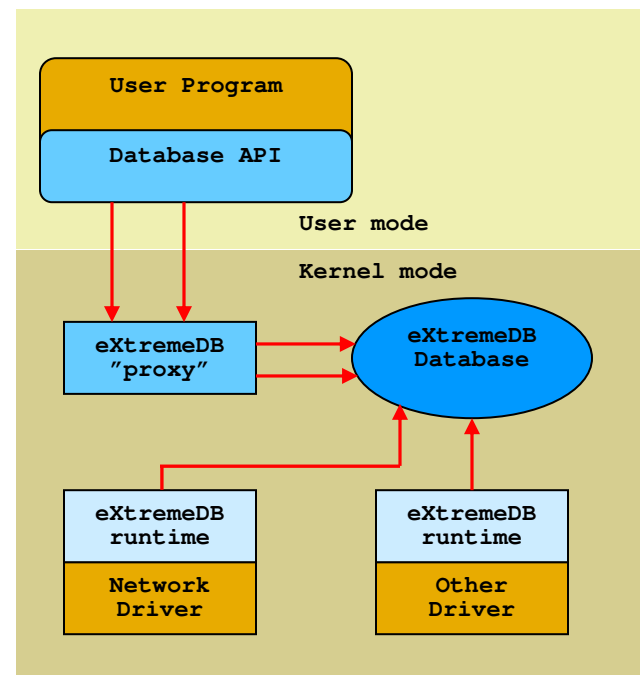 User Program
Database API
User mode
Kernel mode
eXtremeDB
”proxy”
eXtremeDB
Database
eXtremeDB
runtime
Network
Driver
eXtremeDB
runtime
Other
Driver